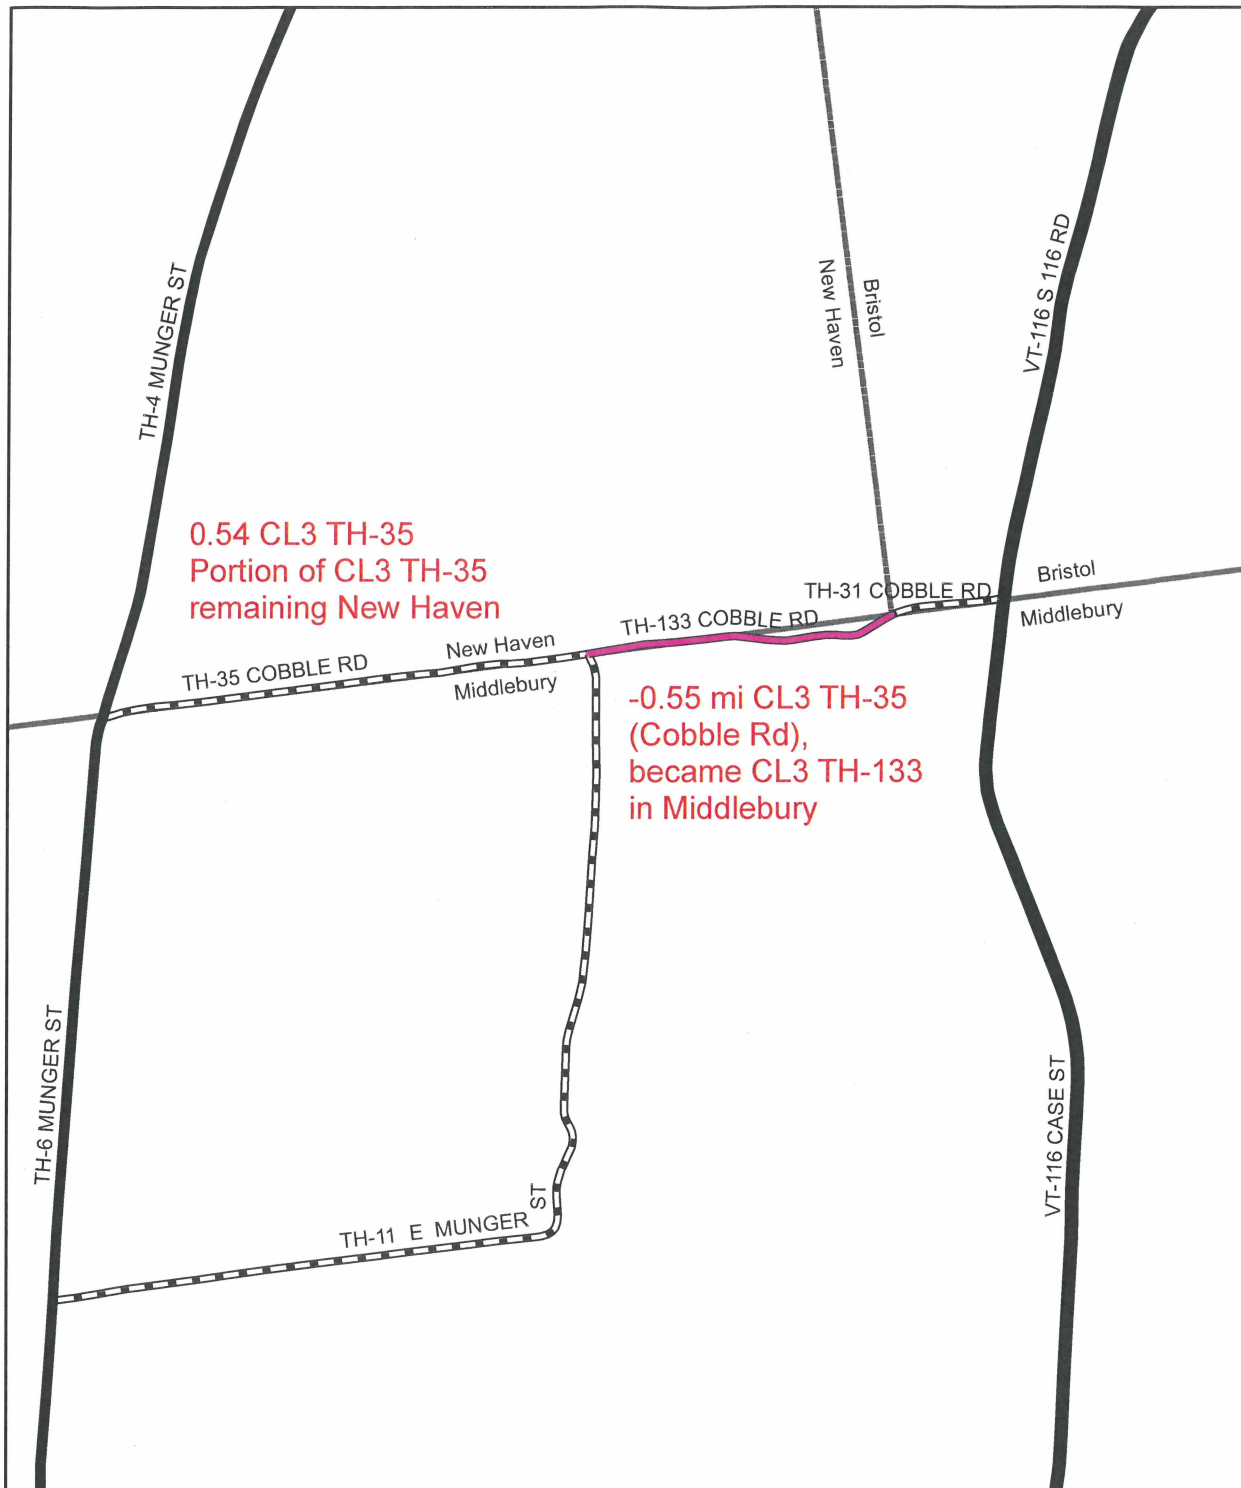 Bristol
New Haven
VT-116 S 116 RD
TH-4 MUNGER ST
0.54 CL3 TH-35
Portion of CL3 TH-35
remaining New Haven
TH-31 COBBLE RD
Bristol
Middlebury
TH-133 COBBLE RD
New Haven
Middlebury
TH-35 COBBLE RD
-0.55 mi CL3 TH-35
(Cobble Rd),
became CL3 TH-133
in Middlebury
TH-6 MUNGER ST
VT-116 CASE ST
TH-11 E MUNGER ST